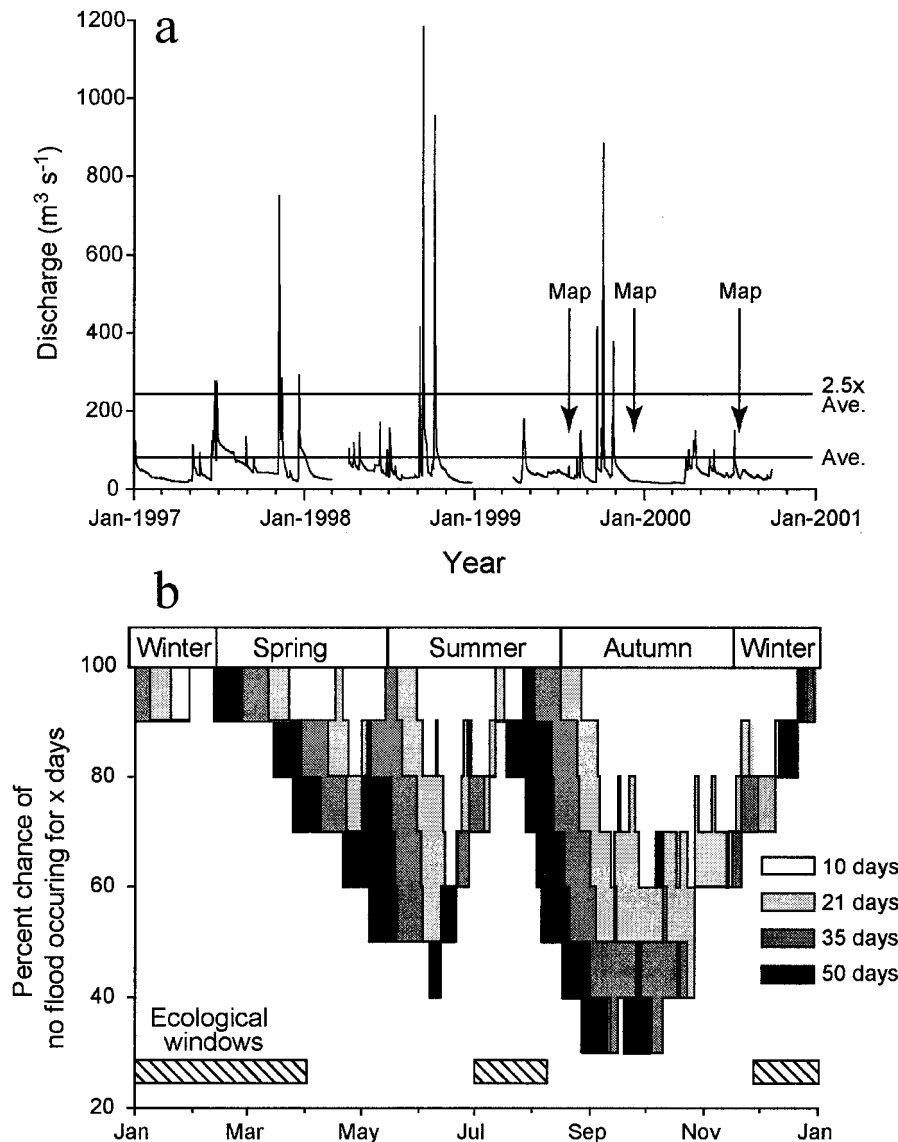 a
1200
1000
800
600
400
200
0
Discharge (m³ s⁻¹)
Map Map Map
2.5x
Ave.
Ave.
Jan-1997 Jan-1998 Jan-1999 Jan-2000 Jan-2001
Year
b
Winter Spring Summer Autumn Winter
100
80
60
40
20
Percent chance of
no flood occuring for x days
10 days
21 days
35 days
50 days
Ecological
windows
Jan Mar May Jul Sep Nov Jan